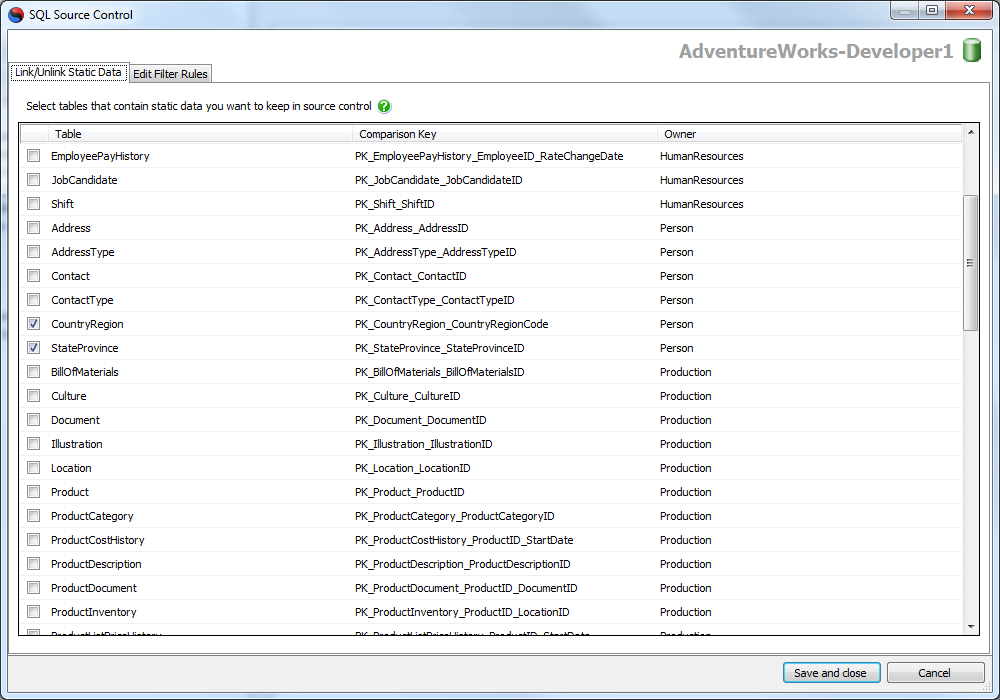 SQL Source Control
AdventureWorks-Developer1
Link/Unlink Static Data Edit Filter Rules
Select tables that contain static data you want to keep in source control ?
Table Comparison Key Owner
EmployeePayHistory PK_EmployeePayHistory_EmployeeID_RateChangeDate HumanResources
JobCandidate PK_JobCandidate_JobCandidateID HumanResources
Shift PK_Shift_ShiftID HumanResources
Address PK_Address_AddressID Person
AddressType PK_AddressType_AddressTypeID Person
Contact PK_Contact_ContactID Person
ContactType PK_ContactType_ContactTypeID Person
CountryRegion PK_CountryRegion_CountryRegionCode Person
StateProvince PK_StateProvince_StateProvinceID Person
BillOfMaterials PK_BillOfMaterials_BillOfMaterialsID Production
Culture PK_Culture_CultureID Production
Document PK_Document_DocumentID Production
Illustration PK_Illustration_IllustrationID Production
Location PK_Location_LocationID Production
Product PK_Product_ProductID Production
ProductCategory PK_ProductCategory_ProductCategoryID Production
ProductCostHistory PK_ProductCostHistory_ProductID_StartDate Production
ProductDescription PK_ProductDescription_ProductDescriptionID Production
ProductDocument PK_ProductDocument_ProductID_DocumentID Production
ProductInventory PK_ProductInventory_ProductID_LocationID Production
ProductListPriceHistory PK_ProductListPriceHistory_ProductID_StartDate Production
Save and close Cancel